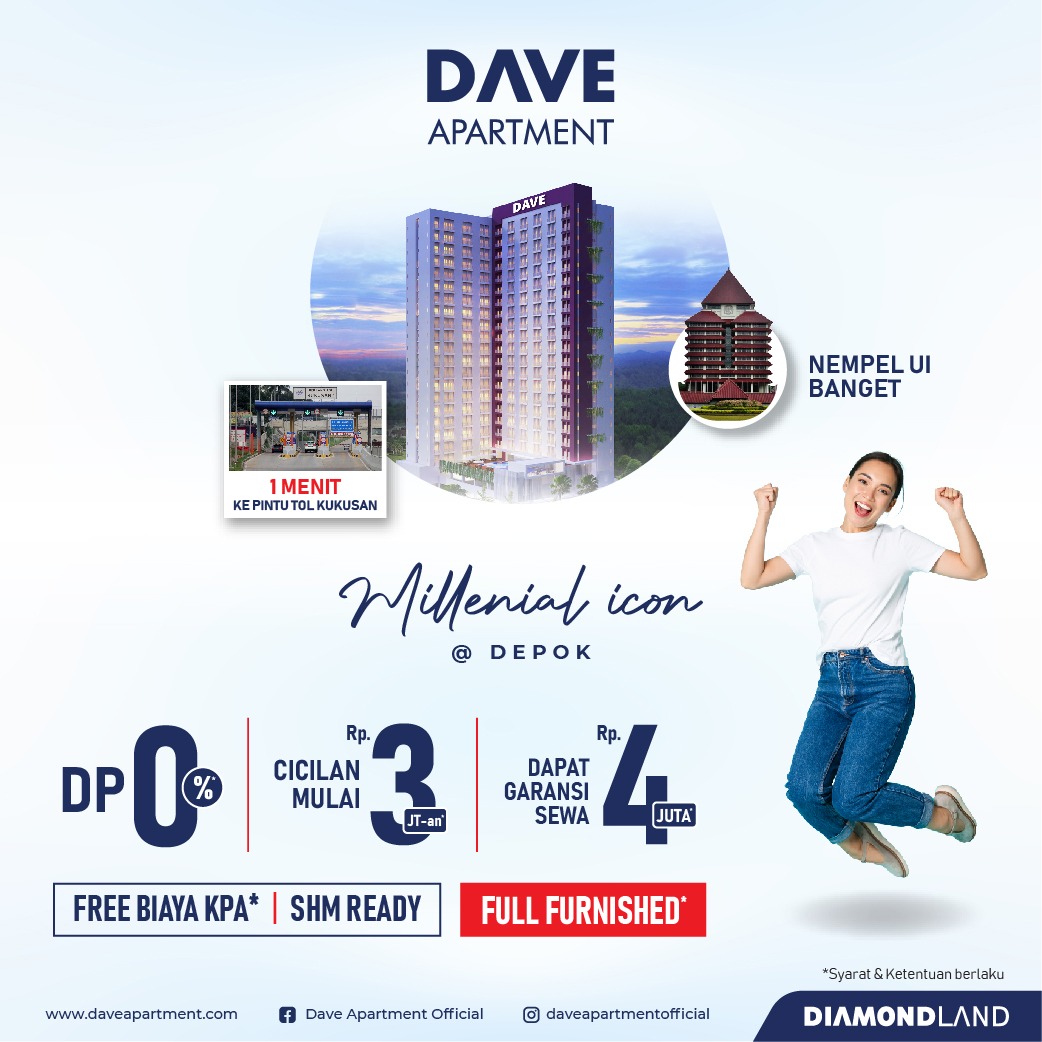 DAVE
APARTMENT
DAVE
NEMPEL UI
BANGET
1 MENIT
KE PINTU TOL KUKUSAN
Millenial icon
@ DEPOK
DP 0%*
Rp.
CICILAN
MULAI
3
JT-an*
Rp.
DAPAT
GARANSI
SEWA
4
JUTA*
FREE BIAYA KPA* | SHM READY
FULL FURNISHED*
*Syarat & Ketentuan berlaku
www.daveapartment.com
Dave Apartment Official
daveapartmentofficial
DIAMONDLAND